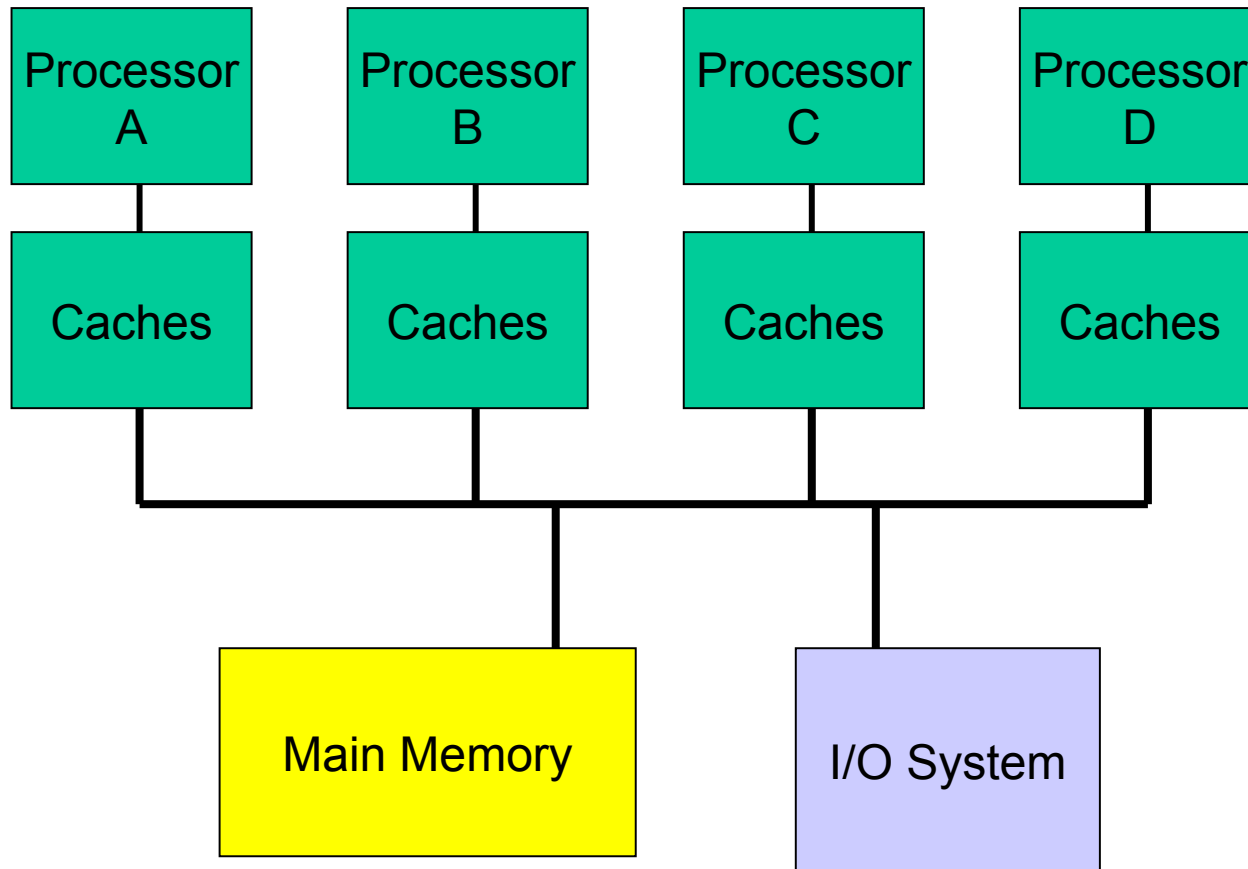 Processor
A
Processor
B
Processor
C
Processor
D
Caches
Caches
Caches
Caches
Main Memory
I/O System